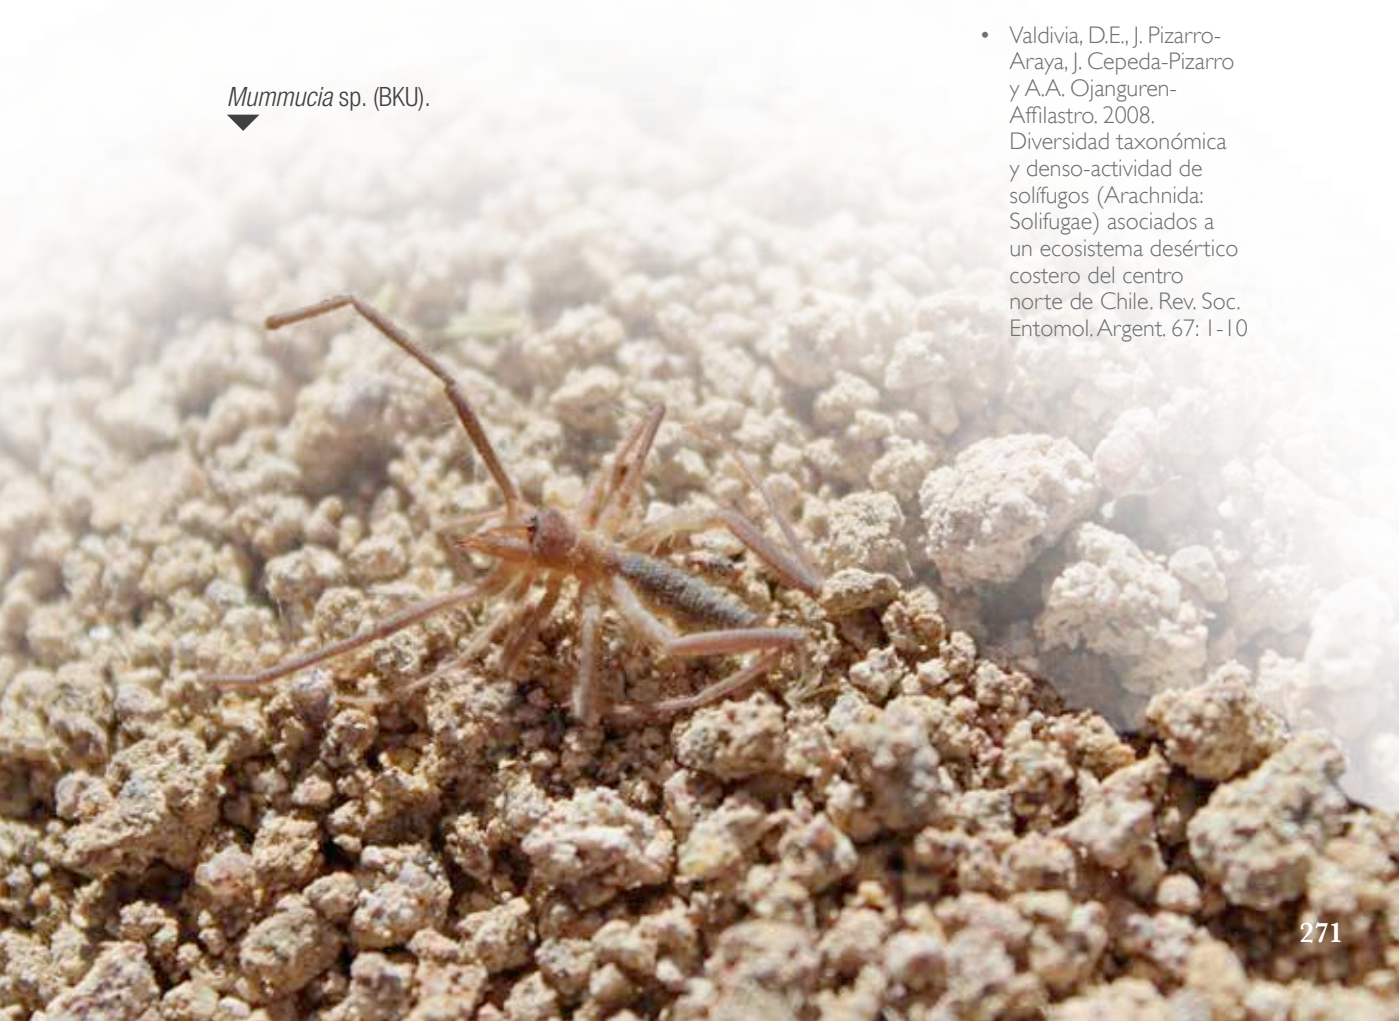 Mummucia sp. (BKU).
• Valdivia, D.E., J. Pizarro-
Araya, J. Cepeda-Pizarro
y A.A. Ojanguren-
Affilastro. 2008.
Diversidad taxonómica
y denso-actividad de
solífugos (Arachnida:
Solifugae) asociados a
un ecosistema desértico
costero del centro
norte de Chile. Rev. Soc.
Entomol. Argent. 67: 1-10
271